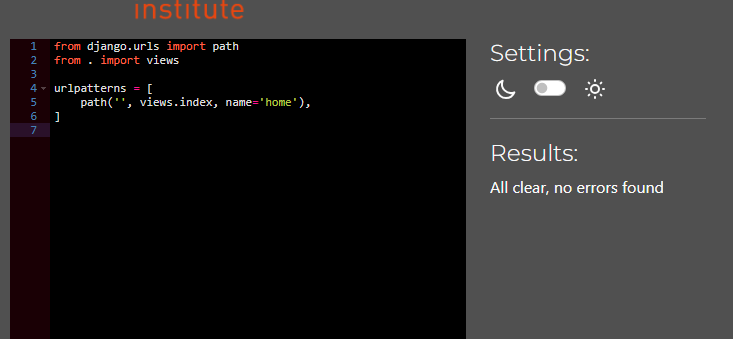 institute
1 from django.urls import path
2 from . import views
3
4 urlpatterns = [
5     path('', views.index, name='home'),
6 ]
7
Settings:
Results:
All clear, no errors found